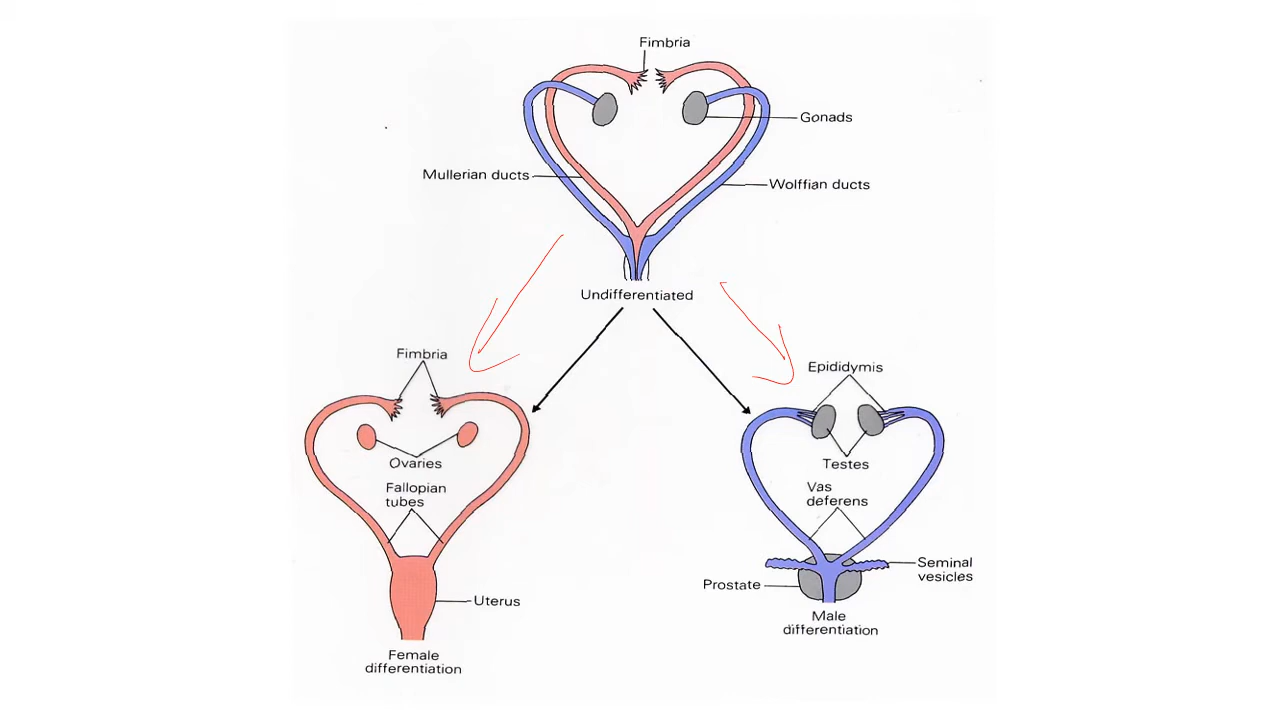 Fimbria
Gonads
Mullerian ducts
Wolffian ducts
Undifferentiated
Fimbria
Ovaries
Fallopian
tubes
Uterus
Female
differentiation
Epididymis
Testes
Vas
deferens
Seminal
vesicles
Prostate
Male
differentiation